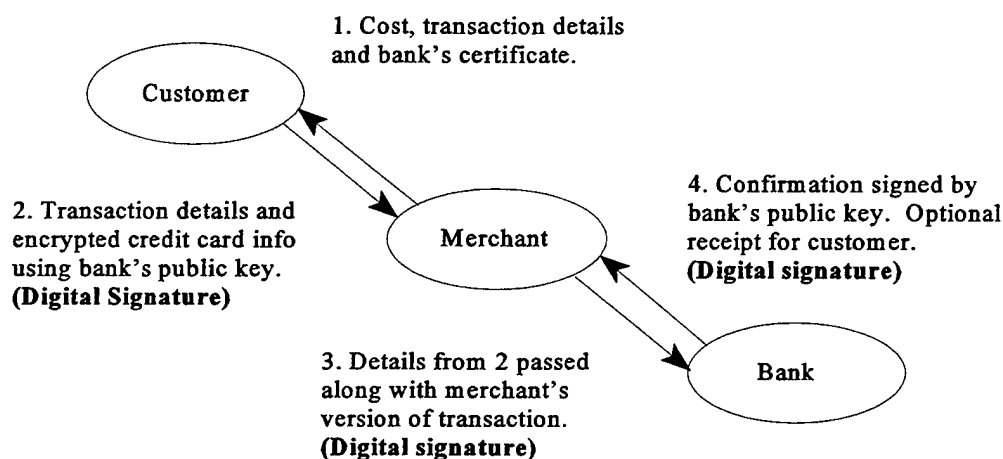 1. Cost, transaction details
and bank's certificate.
Customer
2. Transaction details and
encrypted credit card info
using bank's public key.
(Digital Signature)
Merchant
4. Confirmation signed by
bank's public key. Optional
receipt for customer.
(Digital signature)
3. Details from 2 passed
along with merchant's
version of transaction.
(Digital signature)
Bank